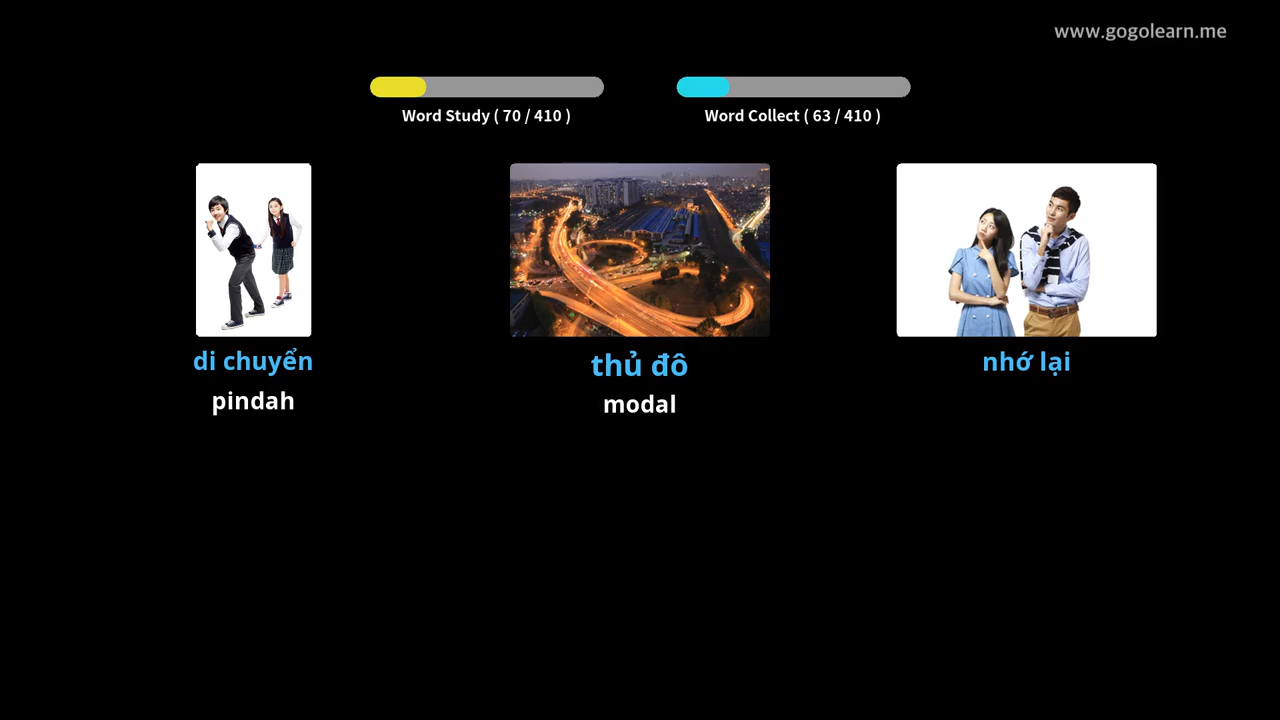 www.gogolearn.me
Word Study ( 70 / 410 )
Word Collect ( 63 / 410 )
di chuyển
pindah
thủ đô
modal
nhớ lại